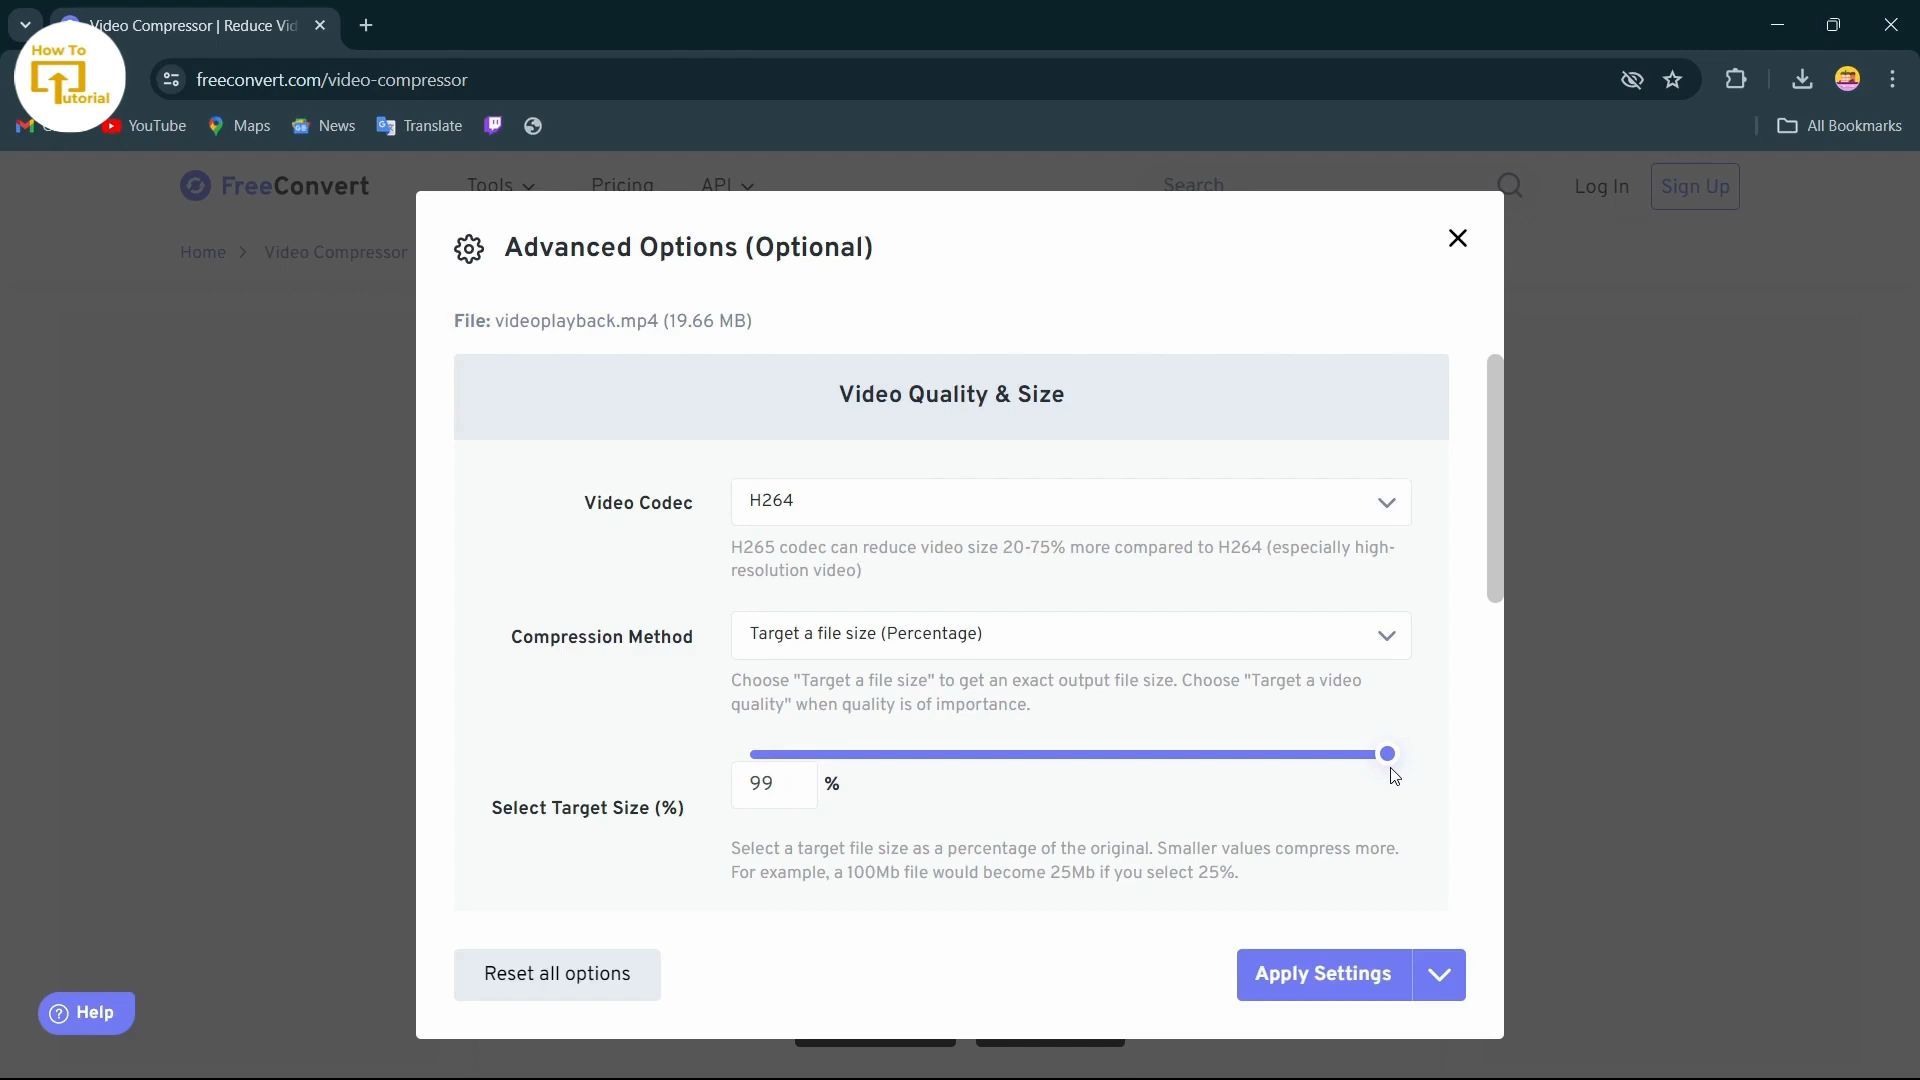 Video Compressor | Reduce Vid
How To
utorial
freeconvert.com/video-compressor
YouTube
Maps
News
Translate
All Bookmarks
FreeConvert
Tools
Pricing
API
Search
Log In
Sign Up
Home > Video Compressor
Advanced Options (Optional)
File: videoplayback.mp4 (19.66 MB)
Video Quality & Size
Video Codec
H264
H265 codec can reduce video size 20-75% more compared to H264 (especially high-
resolution video)
Compression Method
Target a file size (Percentage)
Choose "Target a file size" to get an exact output file size. Choose "Target a video
quality" when quality is of importance.
99 %
Select Target Size (%)
Select a target file size as a percentage of the original. Smaller values compress more.
For example, a 100Mb file would become 25Mb if you select 25%.
Reset all options
Apply Settings
Help